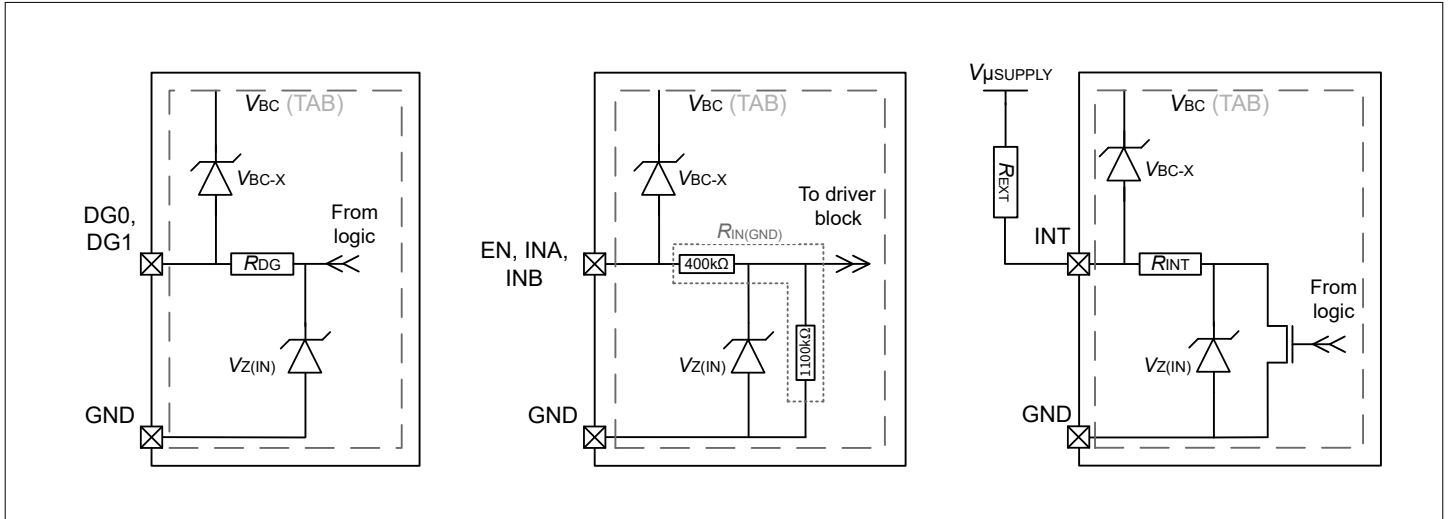 VBC (TAB)
VBC-X
DG0,
DG1
From
logic
RDG
VZ(IN)
GND
VBC (TAB)
VBC-X
To driver
block
RIN(GND)
EN, INA,
INB
400kΩ
1100kΩ
VZ(IN)
GND
VµSUPPLY
REXT
VBC (TAB)
VBC-X
INT
RINT
From
logic
VZ(IN)
GND